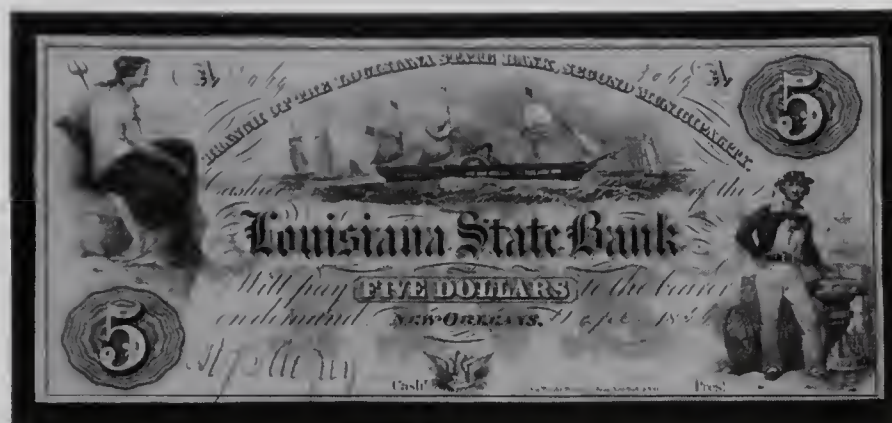 5
BRANCH OF THE LOUISIANA STATE BANK, SECOND MUNICIPALITY.
Cashier of the
Louisiana State Bank
Will pay FIVE DOLLARS to the bearer
on demand
NEW ORLEANS.
5
Cash. Pres!